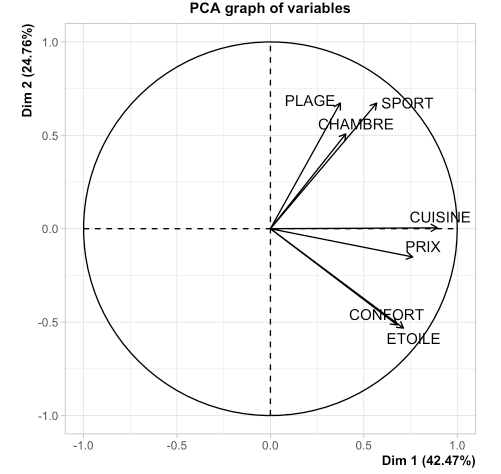 PCA graph of variables
Dim 2 (24.76%)
1.0
0.5
0.0
-0.5
-1.0
PLAGE
SPORT
CHAMBRE
CUISINE
PRIX
CONFORT
ETOILE
-1.0
-0.5
0.0
0.5
1.0
Dim 1 (42.47%)